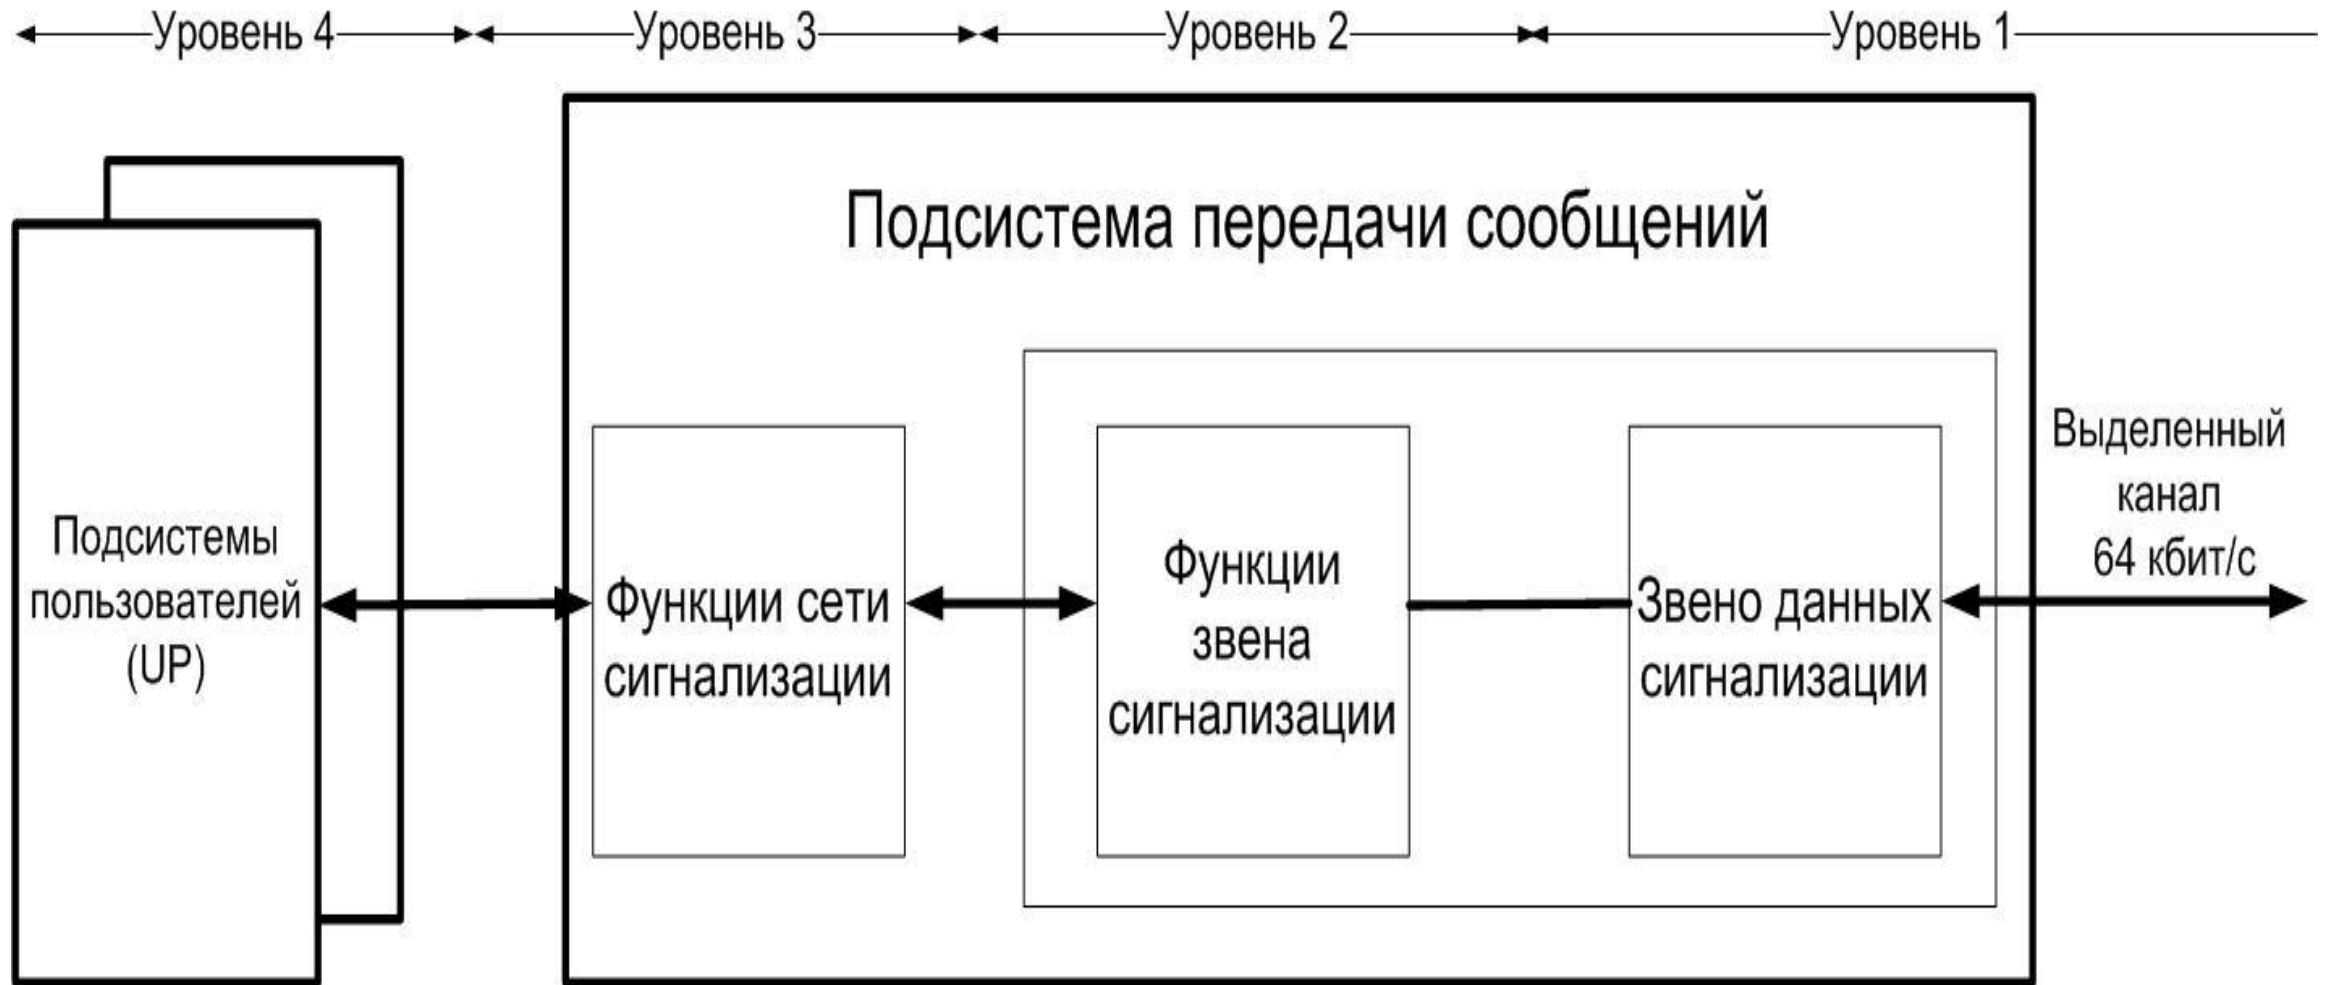 Уровень 4
Уровень 3
Уровень 2
Уровень 1
Подсистема передачи сообщений
Подсистемы
пользователей
(UP)
Функции сети
сигнализации
Функции
звена
сигнализации
Звено данных
сигнализации
Выделенный
канал
64 кбит/с